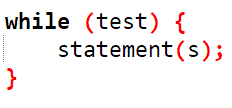 while (test) {
    statement(s);
}